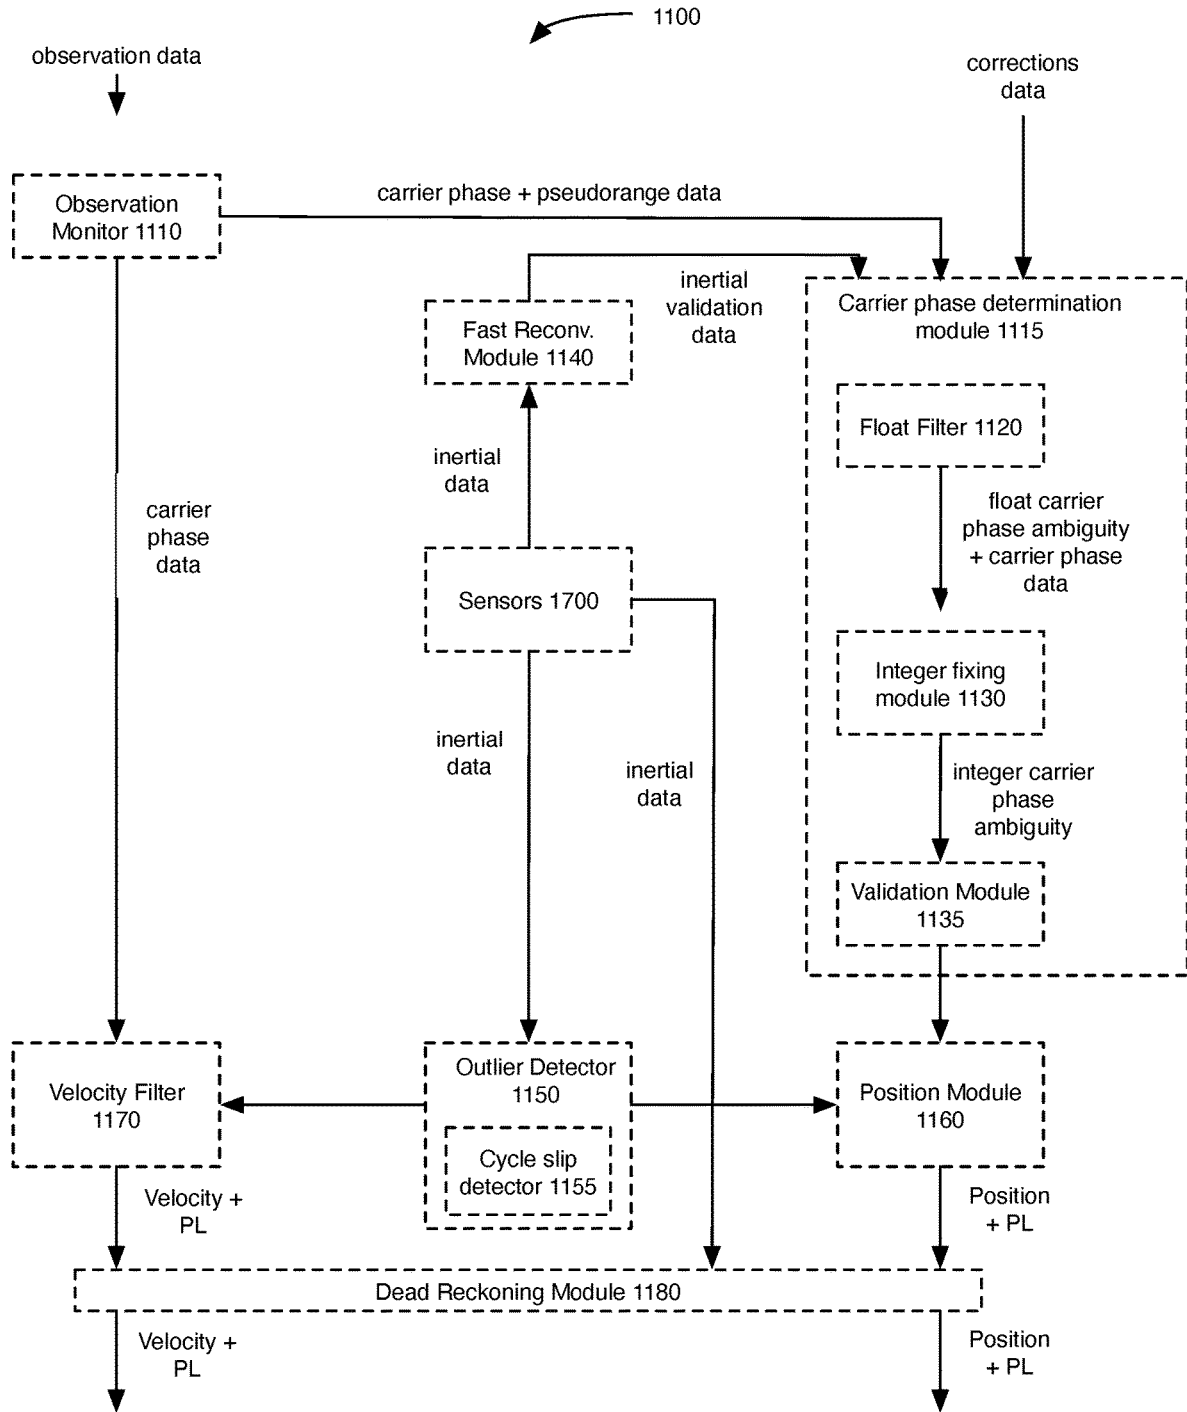 1100
observation data
corrections
data
Observation
Monitor 1110
carrier phase + pseudorange data
inertial
validation
data
Fast Reconv.
Module 1140
Carrier phase determination
module 1115
Float Filter 1120
inertial
data
carrier
phase
data
float carrier
phase ambiguity
+ carrier phase
data
Sensors 1700
Integer fixing
module 1130
inertial
data
inertial
data
integer carrier
phase
ambiguity
Validation Module
1135
Velocity Filter
1170
Outlier Detector
1150
Cycle slip
detector 1155
Position Module
1160
Velocity +
PL
Position
+ PL
Dead Reckoning Module 1180
Velocity +
PL
Position
+ PL